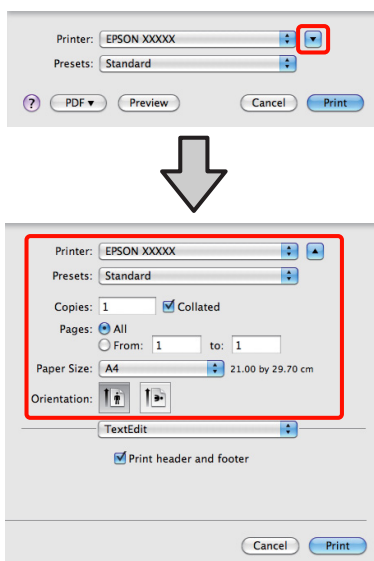 Printer: EPSON XXXXX
Presets: Standard
? PDF▼ Preview Cancel Print
Printer: EPSON XXXXX
Presets: Standard
Copies: 1 Collated
Pages: All
From: 1 to: 1
Paper Size: A4 21.00 by 29.70 cm
Orientation:
TextEdit
Print header and footer
Cancel Print